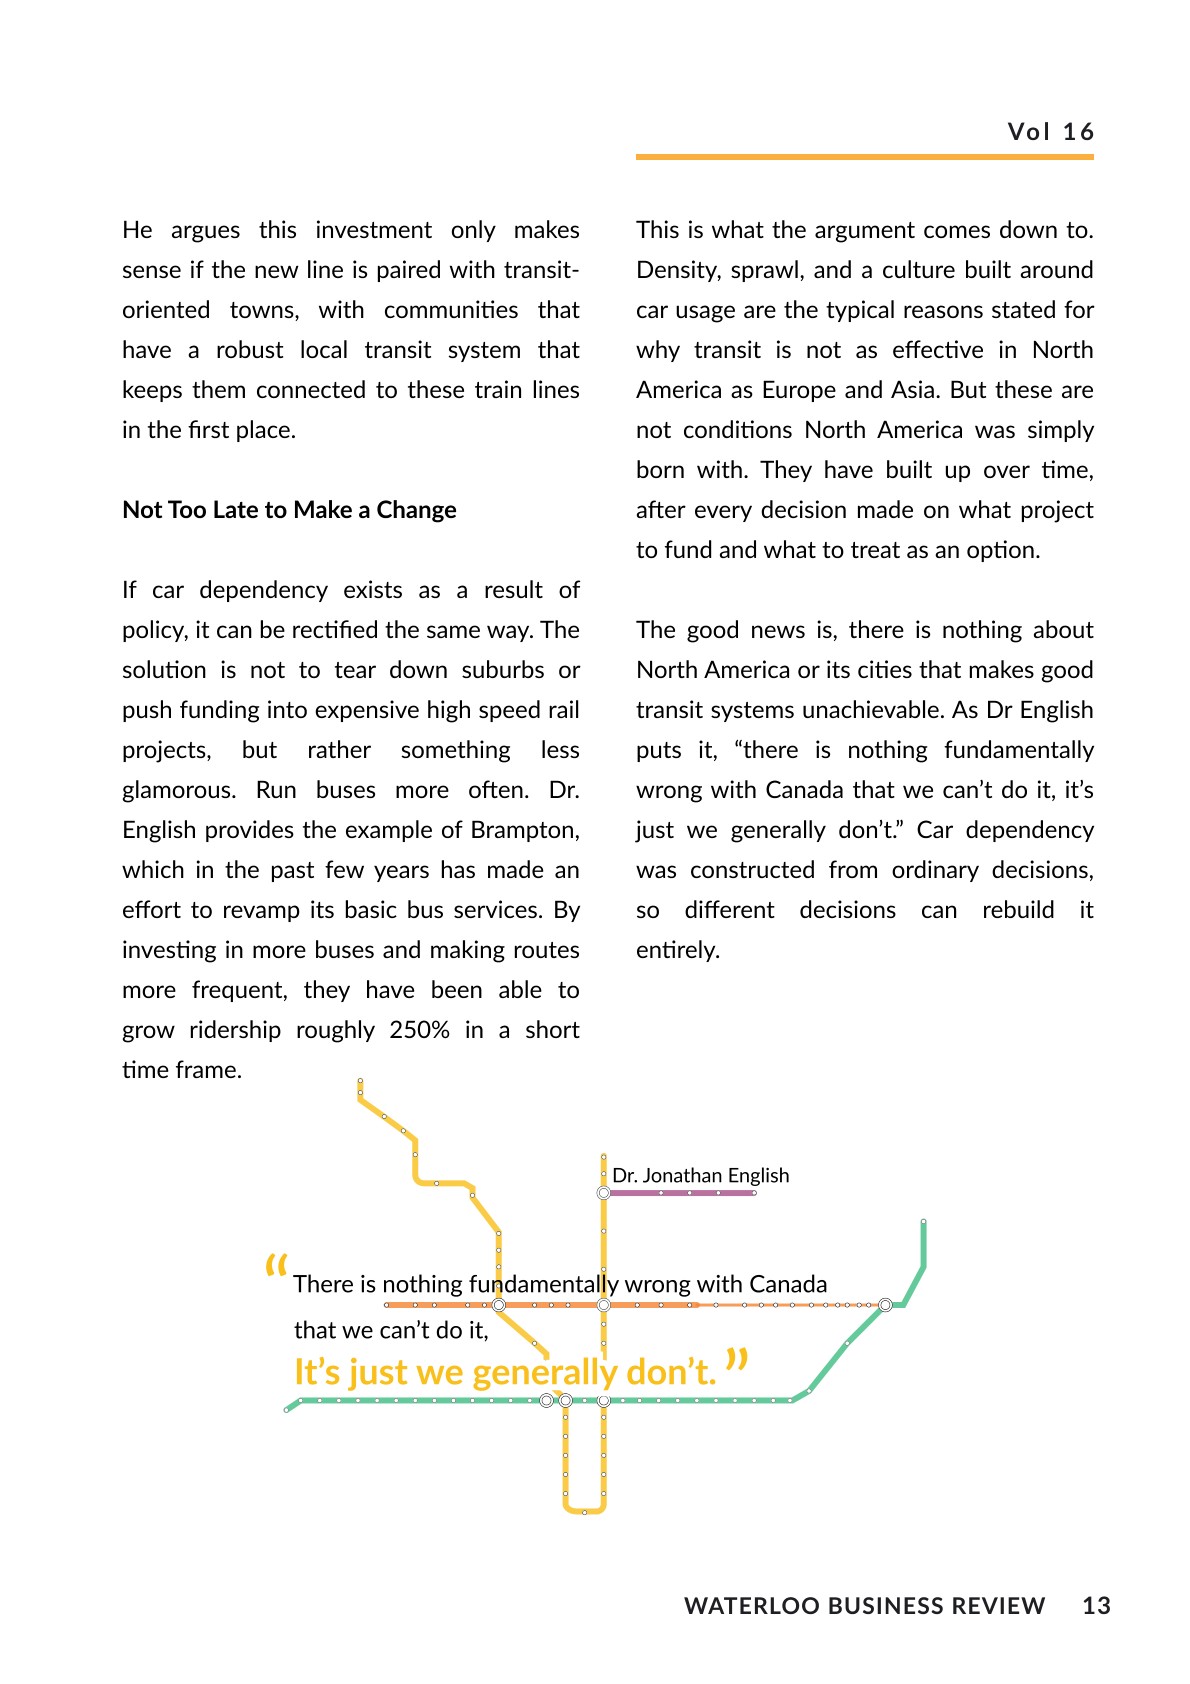 Vol 16
He argues this investment only makes
sense if the new line is paired with transit-
oriented towns, with communities that
have a robust local transit system that
keeps them connected to these train lines
in the first place.
Not Too Late to Make a Change
If car dependency exists as a result of
policy, it can be rectified the same way. The
solution is not to tear down suburbs or
push funding into expensive high speed rail
projects, but rather something less
glamorous. Run buses more often. Dr.
English provides the example of Brampton,
which in the past few years has made an
effort to revamp its basic bus services. By
investing in more buses and making routes
more frequent, they have been able to
grow ridership roughly 250% in a short
time frame.
This is what the argument comes down to.
Density, sprawl, and a culture built around
car usage are the typical reasons stated for
why transit is not as effective in North
America as Europe and Asia. But these are
not conditions North America was simply
born with. They have built up over time,
after every decision made on what project
to fund and what to treat as an option.
The good news is, there is nothing about
North America or its cities that makes good
transit systems unachievable. As Dr English
puts it, “there is nothing fundamentally
wrong with Canada that we can’t do it, it’s
just we generally don’t.” Car dependency
was constructed from ordinary decisions,
so different decisions can rebuild it
entirely.
Dr. Jonathan English
“There is nothing fundamentally wrong with Canada
that we can’t do it,
It’s just we generally don’t.”
WATERLOO BUSINESS REVIEW 13